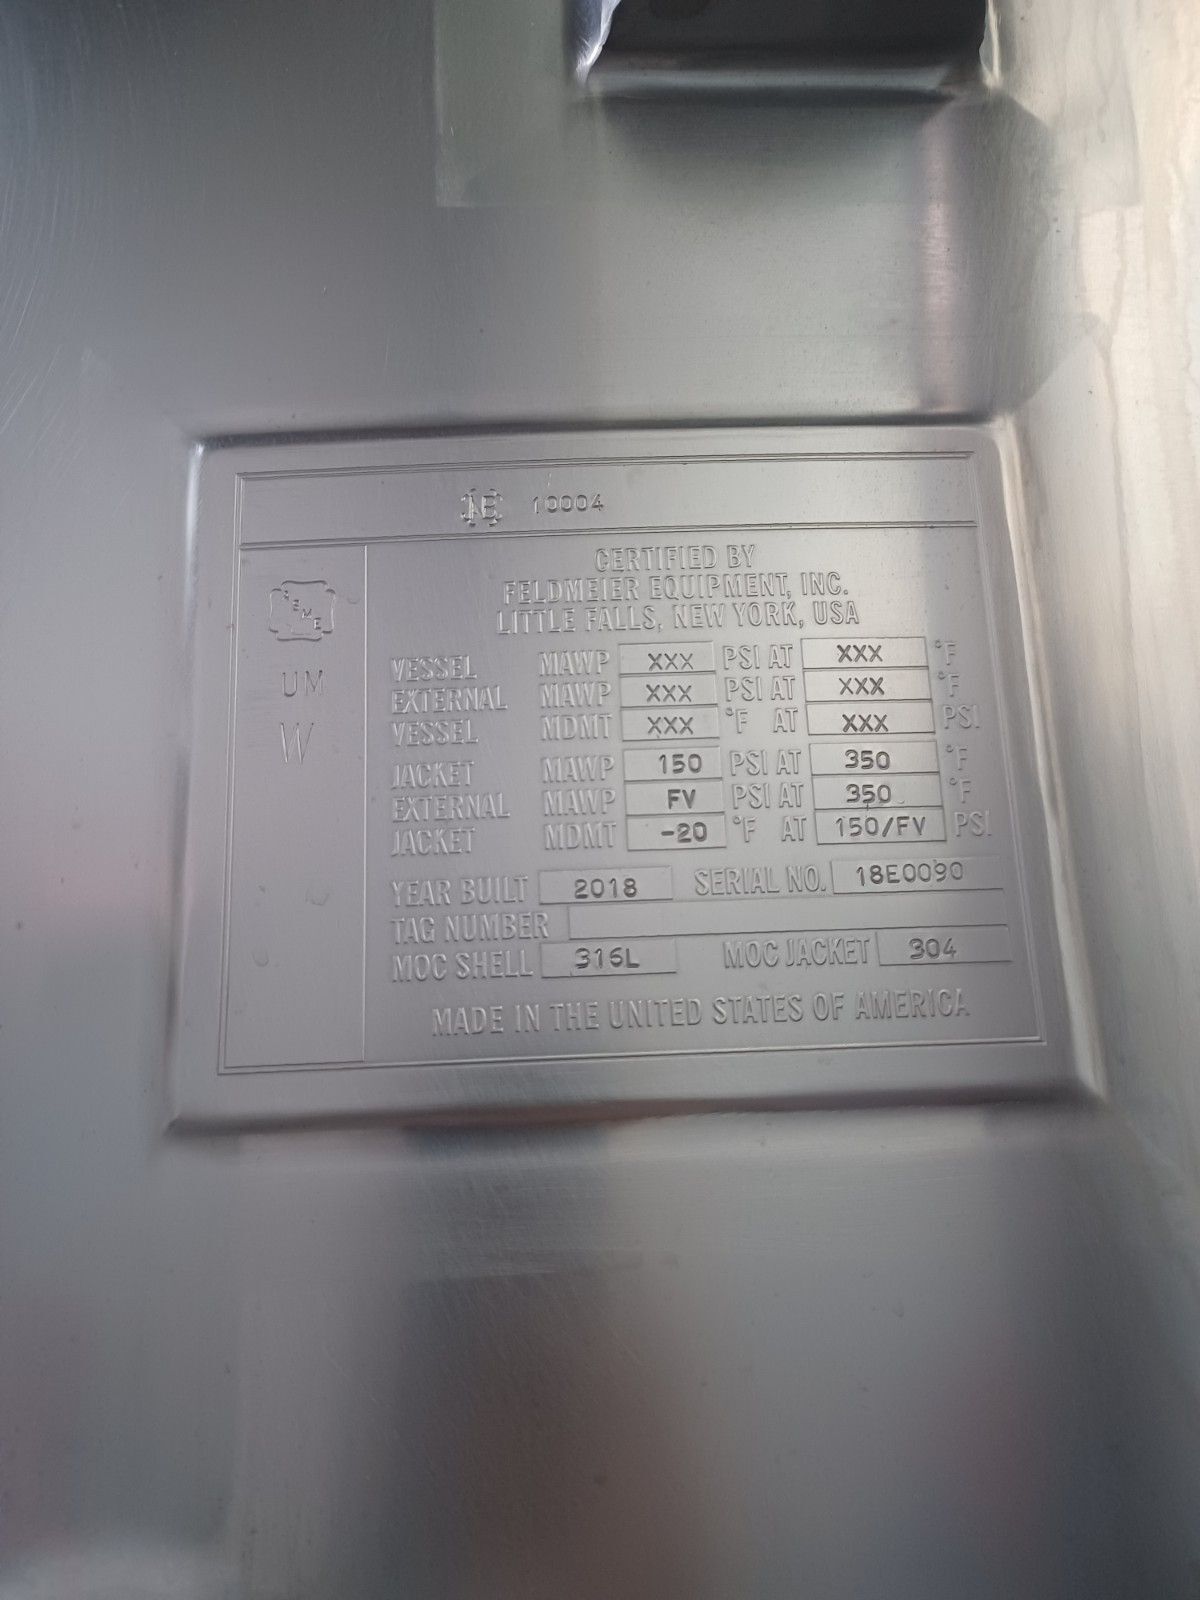 NB 10004
CERTIFIED BY
FELDMEIER EQUIPMENT, INC.
LITTLE FALLS, NEW YORK, USA
REME
UM
W
VESSEL MAWP XXX PSI AT XXX °F
EXTERNAL MAWP XXX PSI AT XXX °F
VESSEL MDMT XXX °F AT XXX PSI
JACKET MAWP 150 PSI AT 350 °F
EXTERNAL MAWP FV PSI AT 350 °F
JACKET MDMT -20 °F AT 150/FV PSI
YEAR BUILT 2018 SERIAL NO. 18E0090
TAG NUMBER
MOC SHELL 316L MOC JACKET 304
MADE IN THE UNITED STATES OF AMERICA